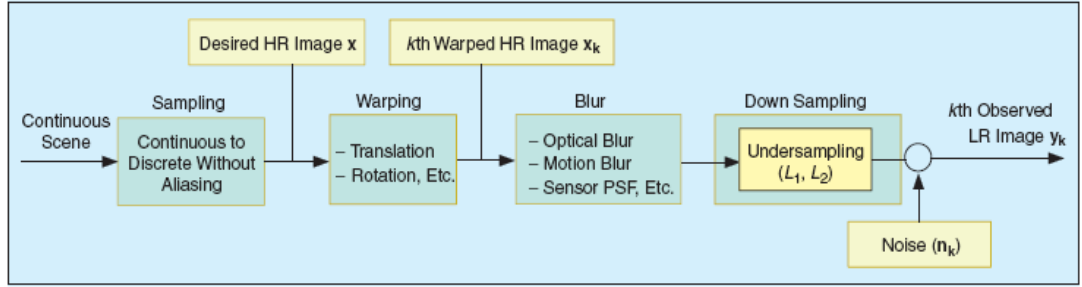 Desired HR Image x
kth Warped HR Image xk
Sampling
Warping
Blur
Down Sampling
Continuous
Scene
Continuous to
Discrete Without
Aliasing
– Translation
– Rotation, Etc.
– Optical Blur
– Motion Blur
– Sensor PSF, Etc.
Undersampling
(L1, L2)
kth Observed
LR Image yk
Noise (nk)